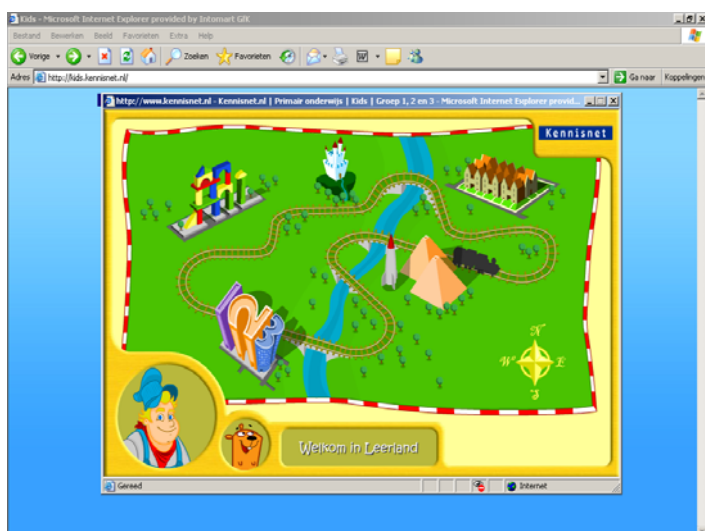 Kids - Microsoft Internet Explorer provided by Intomart GfK
Bestand Bewerken Beeld Favorieten Extra Help
Vorige Zoeken Favorieten
Adres http://kids.kennisnet.nl/ Ga naar Koppelingen
http://www.kennisnet.nl - Kennisnet.nl | Primair onderwijs | Kids | Groep 1, 2 en 3 - Microsoft Internet Explorer provid...
Kennisnet
123
N
W E
S
Welkom in Leerland
Gereed Internet